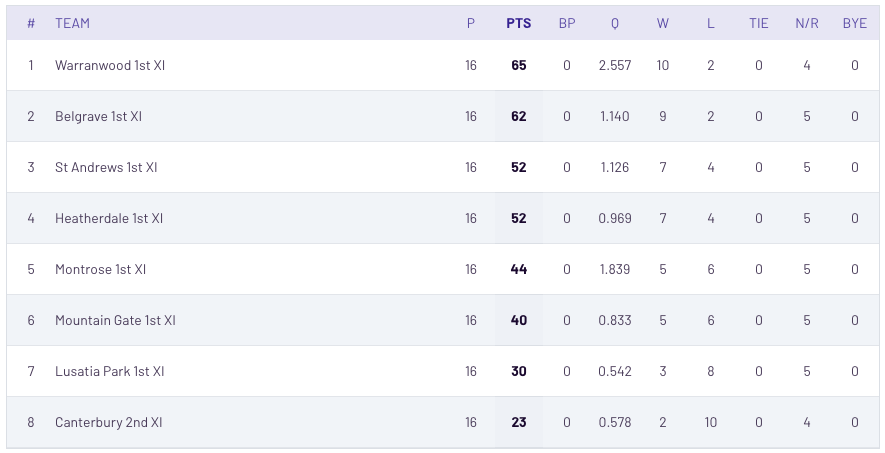 # TEAM P PTS BP Q W L TIE N/R BYE
1 Warranwood 1st XI 16 65 0 2.557 10 2 0 4 0
2 Belgrave 1st XI 16 62 0 1.140 9 2 0 5 0
3 St Andrews 1st XI 16 52 0 1.126 7 4 0 5 0
4 Heatherdale 1st XI 16 52 0 0.969 7 4 0 5 0
5 Montrose 1st XI 16 44 0 1.839 5 6 0 5 0
6 Mountain Gate 1st XI 16 40 0 0.833 5 6 0 5 0
7 Lusatia Park 1st XI 16 30 0 0.542 3 8 0 5 0
8 Canterbury 2nd XI 16 23 0 0.578 2 10 0 4 0